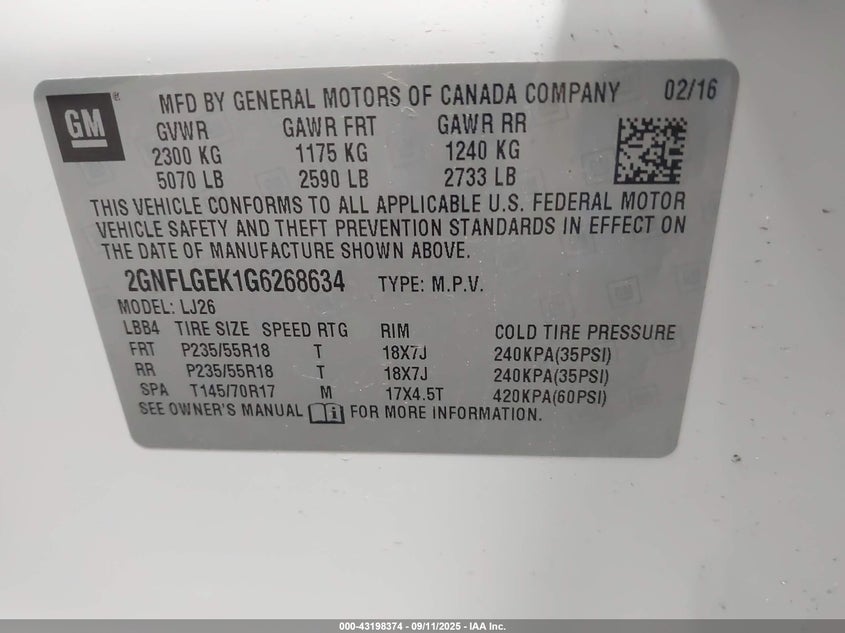 GM ® MFD BY GENERAL MOTORS OF CANADA COMPANY 02/16
GVWR GAWR FRT GAWR RR
2300 KG 1175 KG 1240 KG
5070 LB 2590 LB 2733 LB
THIS VEHICLE CONFORMS TO ALL APPLICABLE U.S. FEDERAL MOTOR
VEHICLE SAFETY AND THEFT PREVENTION STANDARDS IN EFFECT ON
THE DATE OF MANUFACTURE SHOWN ABOVE.
2GNFLGEK1G6268634 TYPE: M.P.V.
MODEL: LJ26
LBB4 TIRE SIZE SPEED RTG RIM COLD TIRE PRESSURE
FRT P235/55R18 T 18X7J 240KPA(35PSI)
RR P235/55R18 T 18X7J 240KPA(35PSI)
SPA T145/70R17 M 17X4.5T 420KPA(60PSI)
SEE OWNER'S MANUAL i FOR MORE INFORMATION.
000-43198374 - 09/11/2025 - IAA Inc.